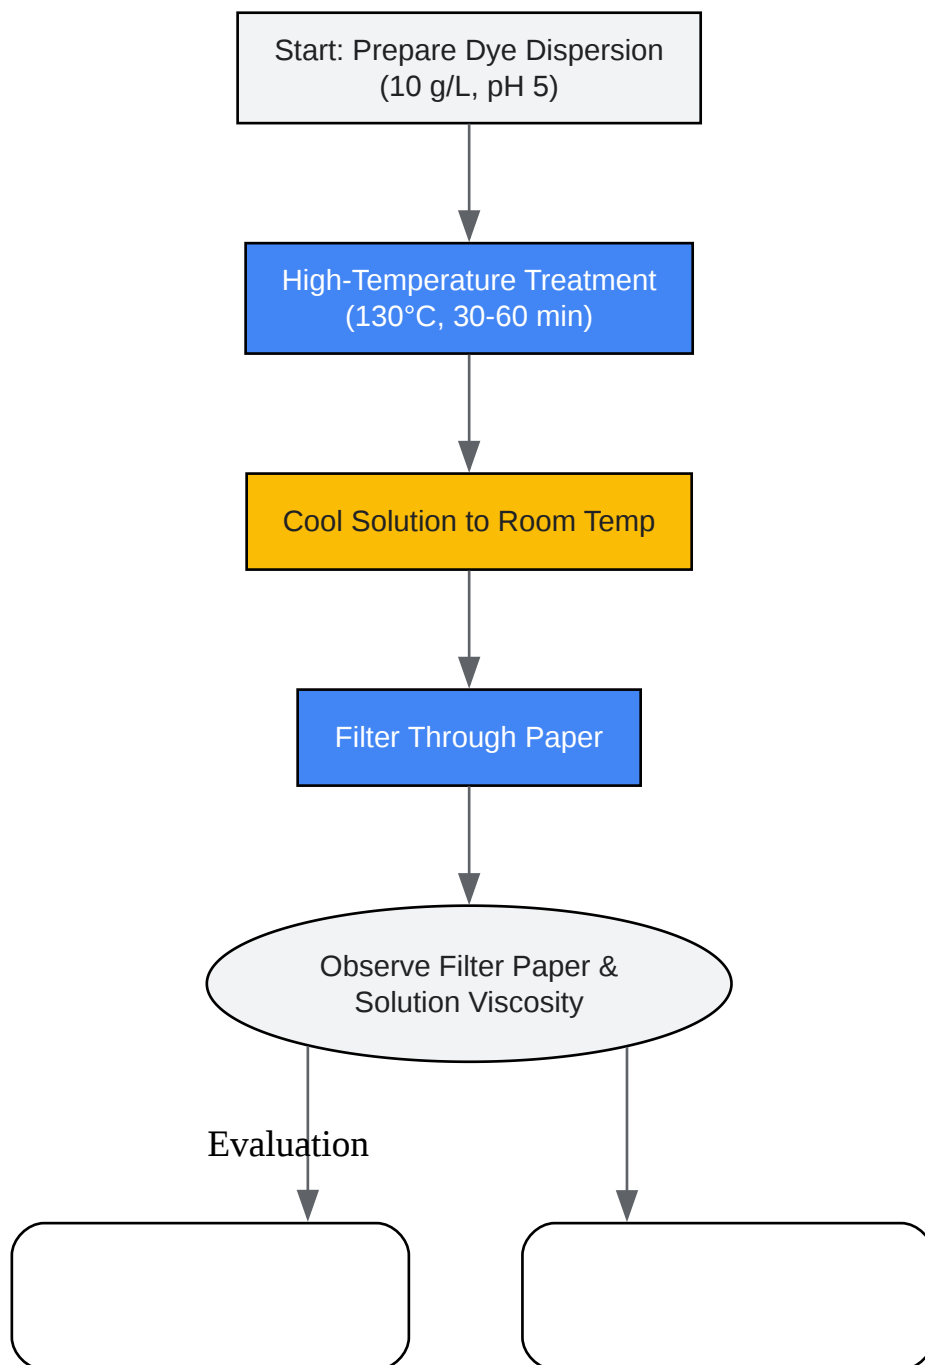 Start: Prepare Dye Dispersion
(10 g/L, pH 5)
High-Temperature Treatment
(130°C, 30-60 min)
Cool Solution to Room Temp
Filter Through Paper
Observe Filter Paper &
Solution Viscosity
Evaluation